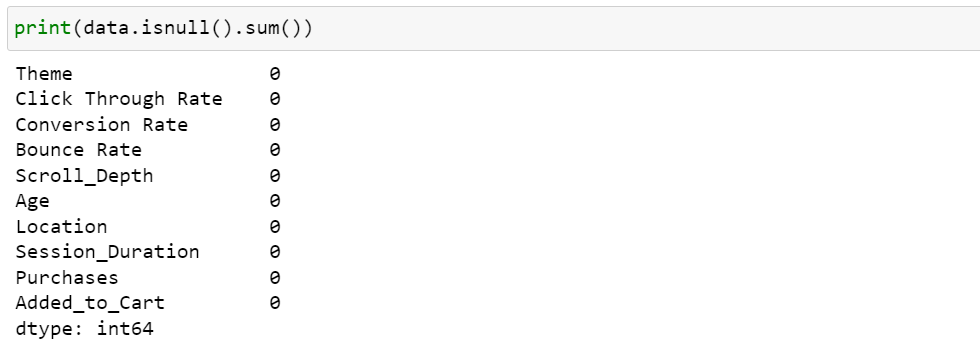 print(data.isnull().sum())
Theme 0
Click Through Rate 0
Conversion Rate 0
Bounce Rate 0
Scroll_Depth 0
Age 0
Location 0
Session_Duration 0
Purchases 0
Added_to_Cart 0
dtype: int64